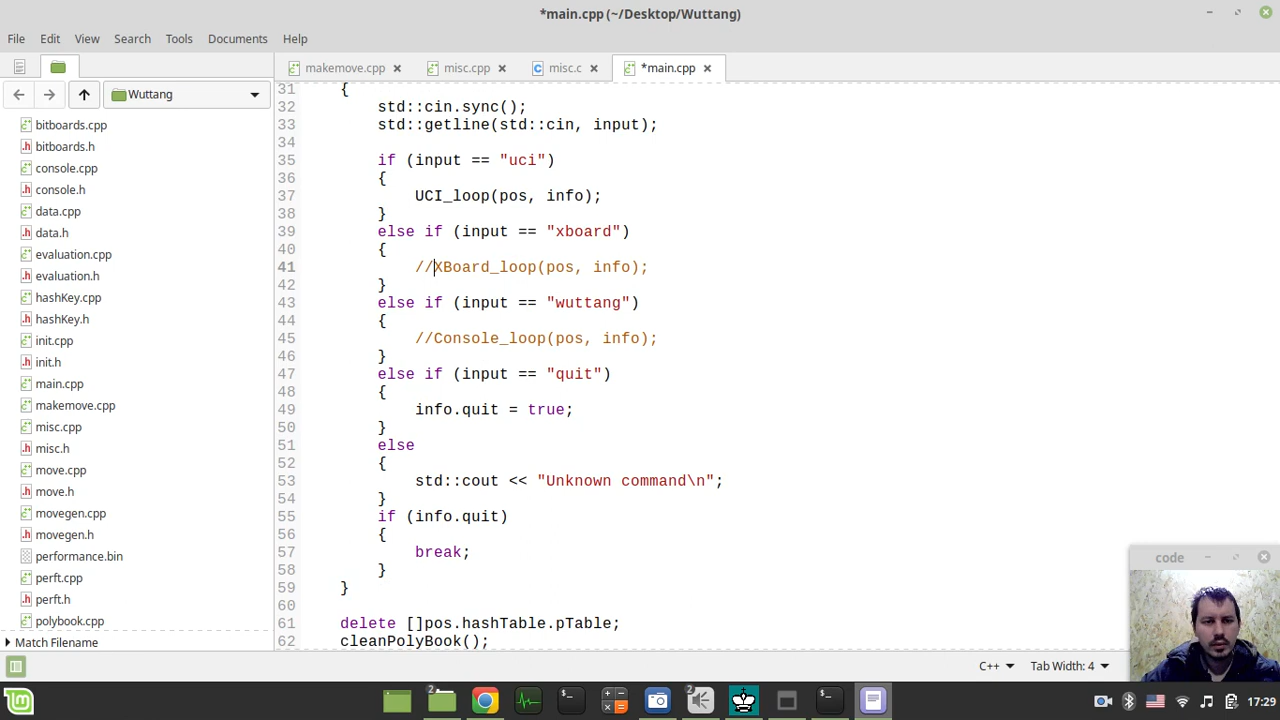 *main.cpp (~/Desktop/Wuttang)
File Edit View Search Tools Documents Help
makemove.cpp misc.cpp misc.c *main.cpp
Wuttang
bitboards.cpp
bitboards.h
console.cpp
console.h
data.cpp
data.h
evaluation.cpp
evaluation.h
hashKey.cpp
hashKey.h
init.cpp
init.h
main.cpp
makemove.cpp
misc.cpp
misc.h
move.cpp
move.h
movegen.cpp
movegen.h
performance.bin
perft.cpp
perft.h
polybook.cpp
Match Filename
31 {
32 std::cin.sync();
33 std::getline(std::cin, input);
34
35 if (input == "uci")
36 {
37 UCI_loop(pos, info);
38 }
39 else if (input == "xboard")
40 {
41 //XBoard_loop(pos, info);
42 }
43 else if (input == "wuttang")
44 {
45 //Console_loop(pos, info);
46 }
47 else if (input == "quit")
48 {
49 info.quit = true;
50 }
51 else
52 {
53 std::cout << "Unknown command\n";
54 }
55 if (info.quit)
56 {
57 break;
58 }
59 }
60
61 delete []pos.hashTable.pTable;
62 cleanPolyBook();
code
C++ Tab Width: 4
2 2 17:29